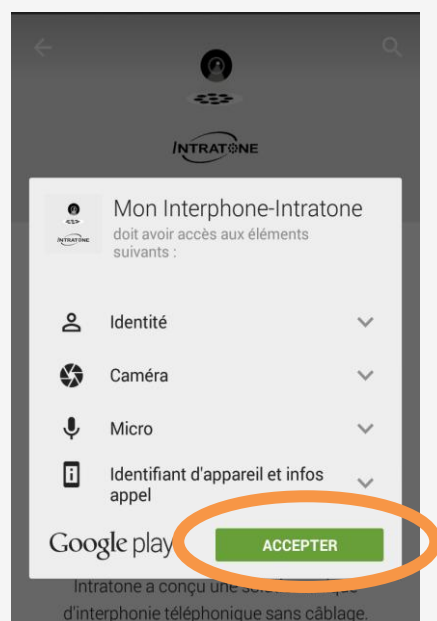 INTRATONE
Mon Interphone-Intratone
INTRATONE
doit avoir accès aux éléments
suivants :
Identité
Caméra
Micro
Identifiant d'appareil et infos
appel
Google play
ACCEPTER
Intratone a conçu une
d'interphonie téléphonique sans câblage.